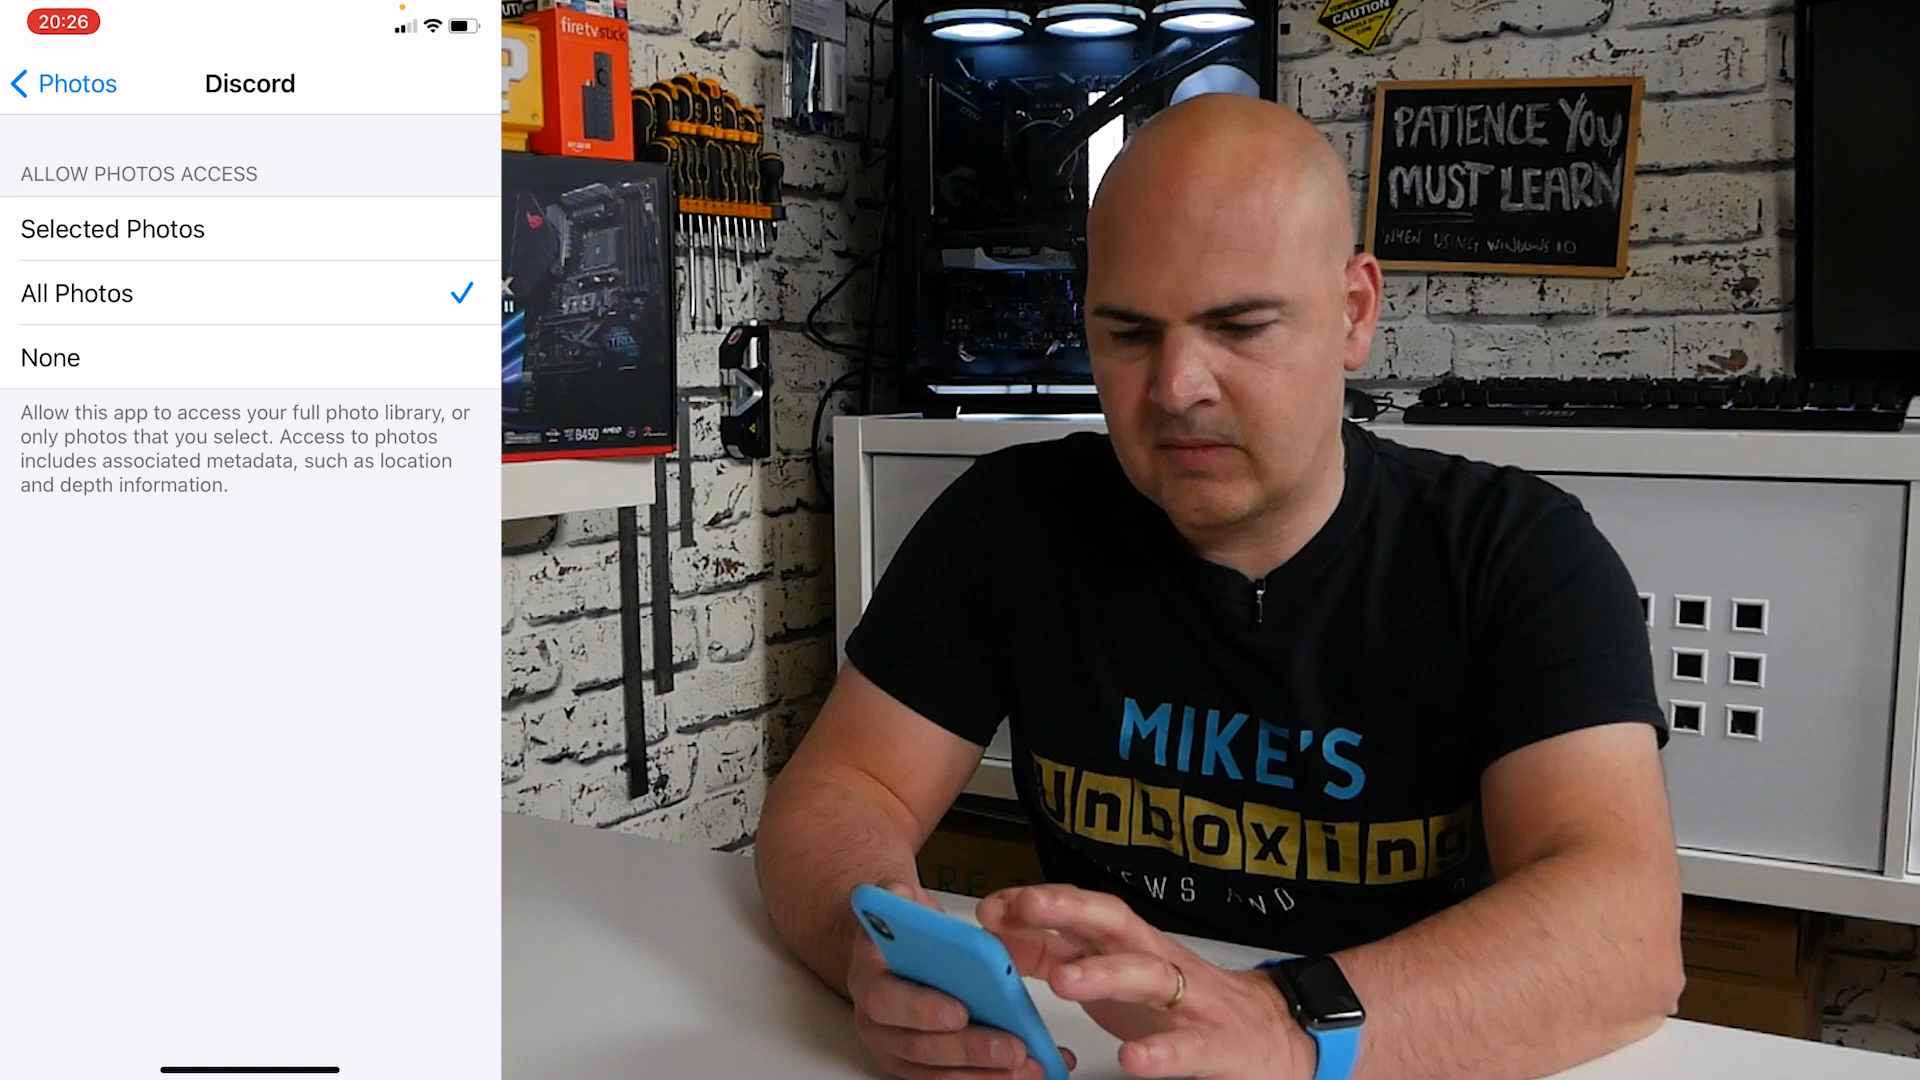 20:26
Photos
Discord
ALLOW PHOTOS ACCESS
Selected Photos
All Photos
None
Allow this app to access your full photo library, or
only photos that you select. Access to photos
includes associated metadata, such as location
and depth information.
firetvstick
B450
CAUTION
PATIENCE YOU
MUST LEARN
WHEN USING WINDOWS 10
MIKE'S
unboxing
AND